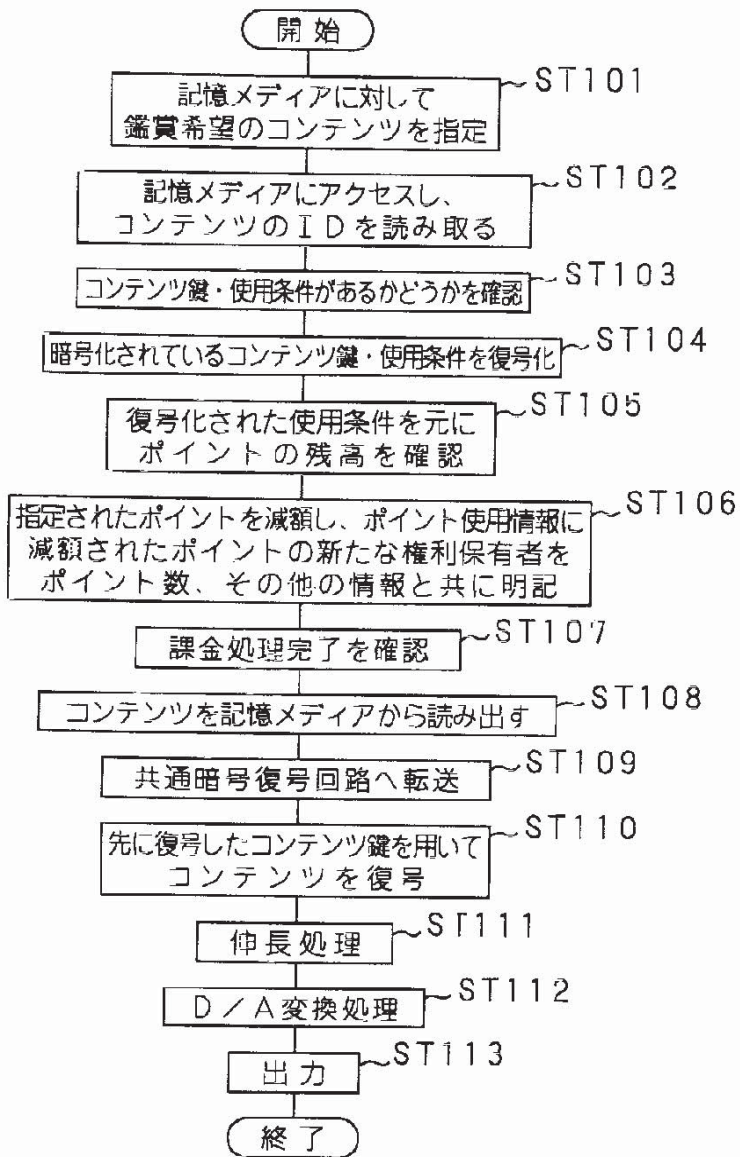 開始
ST101
記憶メディアに対して
鑑賞希望のコンテンツを指定
ST102
記憶メディアにアクセスし、
コンテンツのIDを読み取る
ST103
コンテンツ鍵・使用条件があるかどうかを確認
ST104
暗号化されているコンテンツ鍵・使用条件を復号化
ST105
復号化された使用条件を元に
ポイントの残高を確認
ST106
指定されたポイントを減額し、ポイント使用情報に
減額されたポイントの新たな権利保有者を
ポイント数、その他の情報と共に明記
ST107
課金処理完了を確認
ST108
コンテンツを記憶メディアから読み出す
ST109
共通暗号復号回路へ転送
ST110
先に復号したコンテンツ鍵を用いて
コンテンツを復号
ST111
伸長処理
ST112
D/A変換処理
ST113
出力
終了